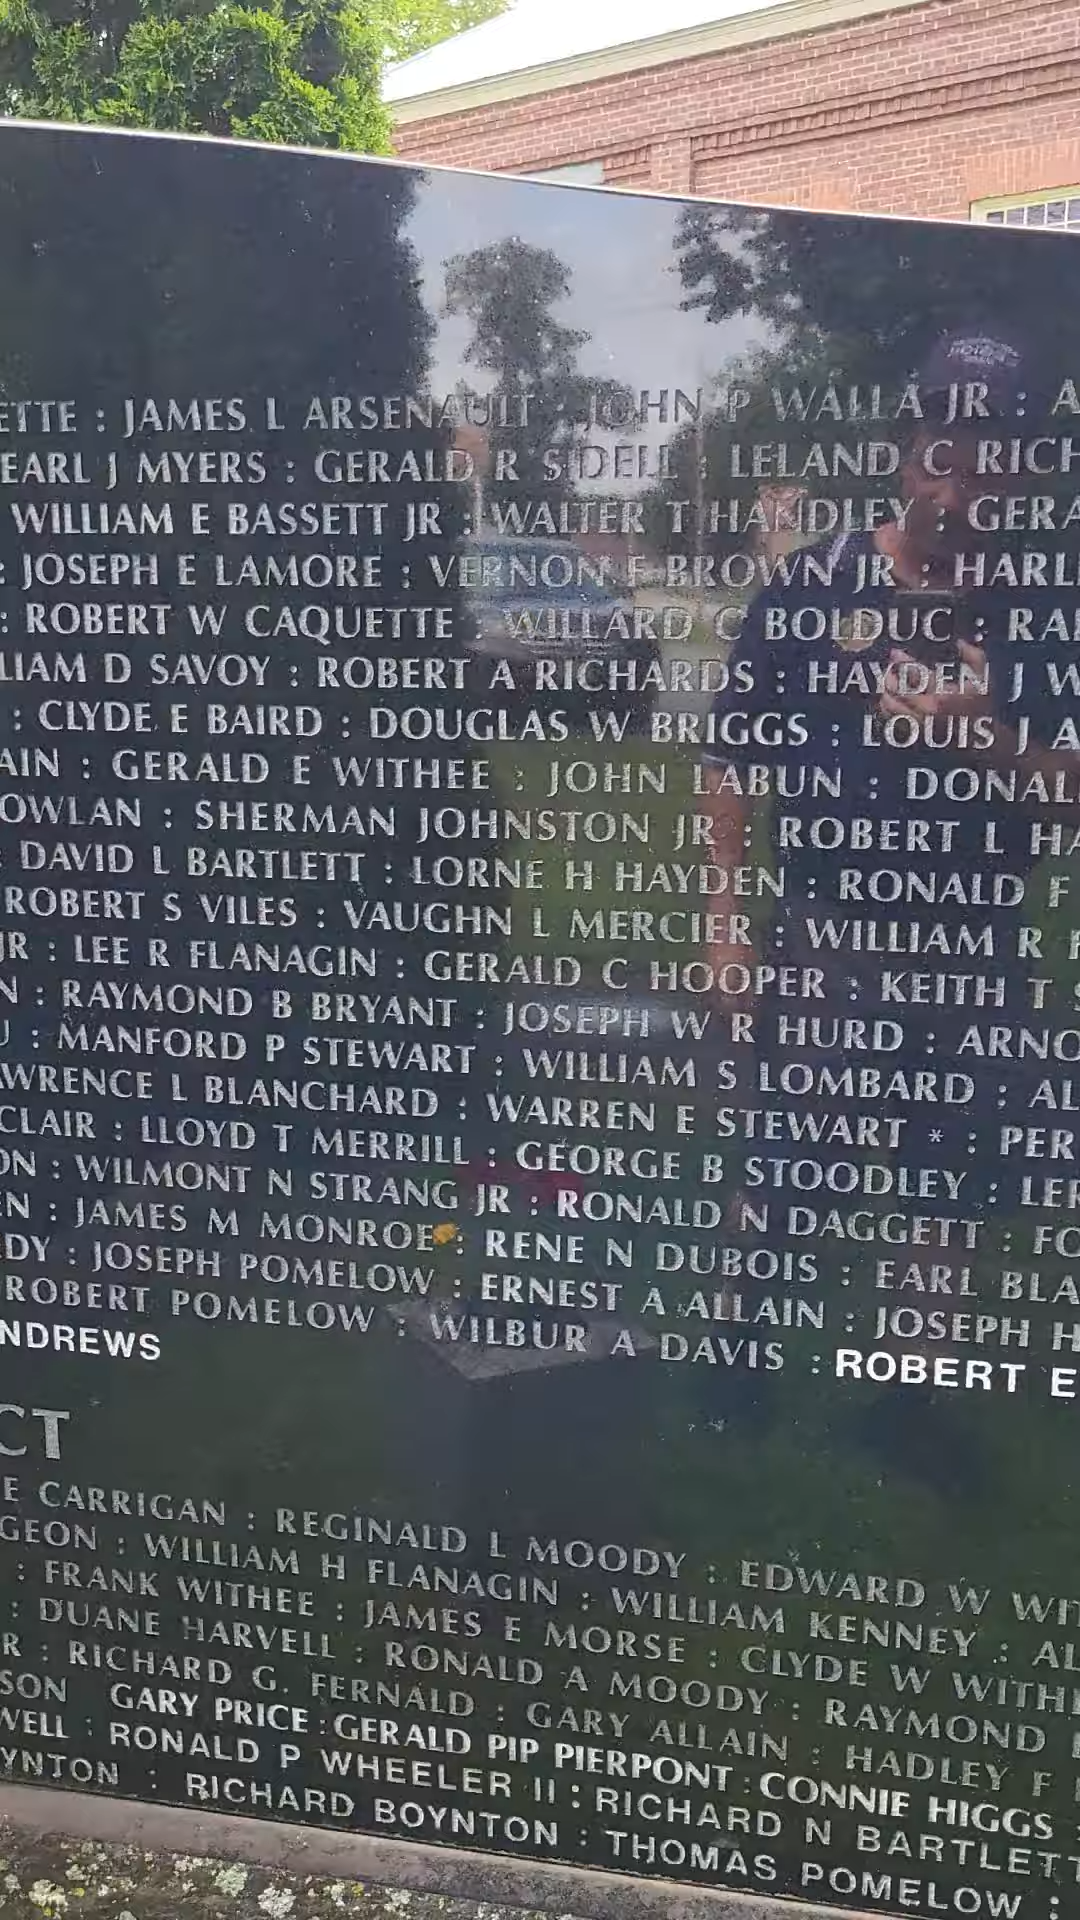 ETTE : JAMES L ARSENAULT : JOHN P WALLA JR : A
EARL J MYERS : GERALD R SIDELL : LELAND C RICH
WILLIAM E BASSETT JR : WALTER T HANDLEY : GERA
: JOSEPH E LAMORE : VERNON F BROWN JR : HARL
: ROBERT W CAQUETTE : WILLARD C BOLDUC : RA
LIAM D SAVOY : ROBERT A RICHARDS : HAYDEN J W
: CLYDE E BAIRD : DOUGLAS W BRIGGS : LOUIS J A
AIN : GERALD E WITHEE : JOHN LABUN : DONAL
OWLAN : SHERMAN JOHNSTON JR : ROBERT L HA
: DAVID L BARTLETT : LORNE H HAYDEN : RONALD F
ROBERT S VILES : VAUGHN L MERCIER : WILLIAM R
JR : LEE R FLANAGIN : GERALD C HOOPER : KEITH T S
N : RAYMOND B BRYANT : JOSEPH W R HURD : ARNO
U : MANFORD P STEWART : WILLIAM S LOMBARD : AL
AWRENCE L BLANCHARD : WARREN E STEWART * : PER
CLAIR : LLOYD T MERRILL : GEORGE B STOODLEY : LER
ON : WILMONT N STRANG JR : RONALD N DAGGETT : FO
EN : JAMES M MONROE : RENE N DUBOIS : EARL BLA
DY : JOSEPH POMELOW : ERNEST A ALLAIN : JOSEPH H
ROBERT POMELOW : WILBUR A DAVIS : ROBERT E
NDREWS
CT
E CARRIGAN : REGINALD L MOODY : EDWARD W WIT
GEON : WILLIAM H FLANAGIN : WILLIAM KENNEY : AL
: FRANK WITHEE : JAMES E MORSE : CLYDE W WITHE
: DUANE HARVELL : RONALD A MOODY : RAYMOND
R : RICHARD G. FERNALD : GARY ALLAIN : HADLEY F
SON GARY PRICE : GERALD PIP PIERPONT : CONNIE HIGGS :
WELL : RONALD P WHEELER II : RICHARD N BARTLETT
YNTON : RICHARD BOYNTON : THOMAS POMELOW :